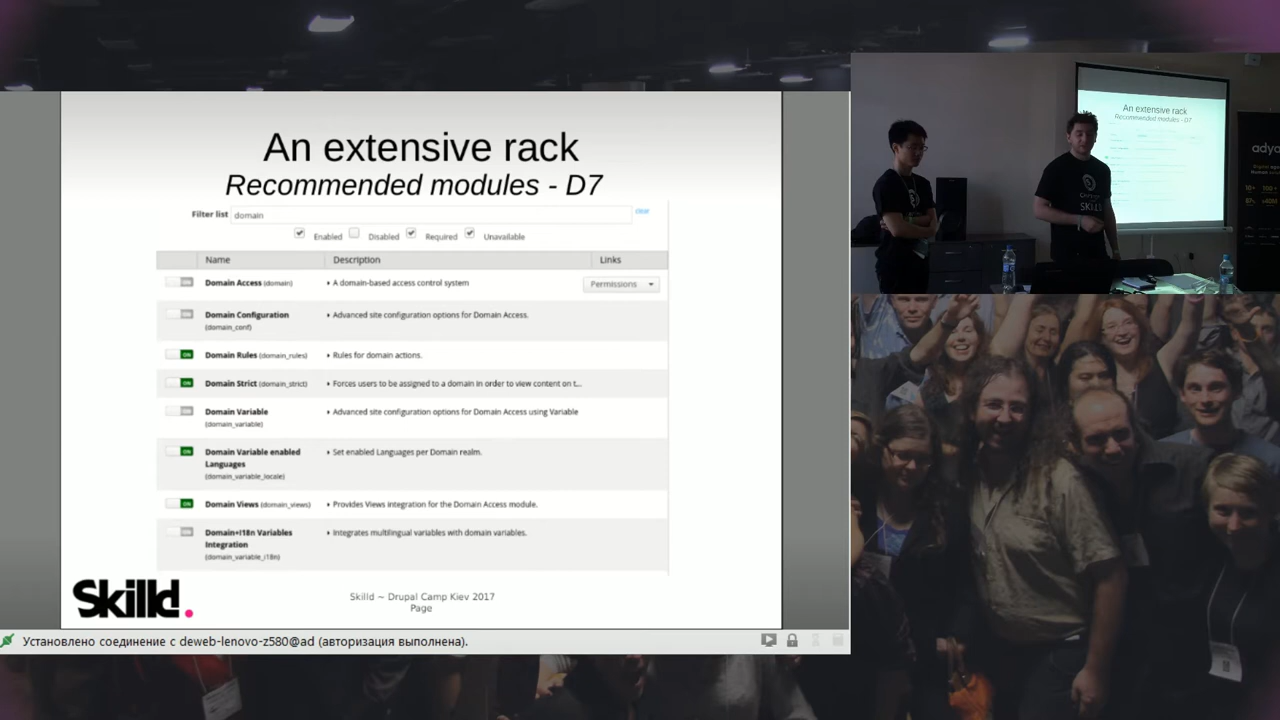 An extensive rack
Recommended modules - D7
Filter list domain clear
Enabled Disabled Required Unavailable
Name Description Links
Domain Access (domain) A domain-based access control system Permissions
Domain Configuration Advanced site configuration options for Domain Access.
(domain_conf)
Domain Rules (domain_rules) Rules for domain actions.
ON
Domain Strict (domain_strict) Forces users to be assigned to a domain in order to view content on t...
ON
Domain Variable Advanced site configuration options for Domain Access using Variable
(domain_variable)
Domain Variable enabled Set enabled Languages per Domain realm.
ON
Languages
(domain_variable_locale)
Domain Views (domain_views) Provides Views integration for the Domain Access module.
ON
Domain+I18n Variables Integrates multilingual variables with domain variables.
Integration
(domain_variable_i18n)
Skilld.
Skilld ~ Drupal Camp Kiev 2017
Page
Установлено соединение с deweb-lenovo-z580@ad (авторизация выполнена).
An extensive rack
Recommended modules - D7
SKILL
adyo
10+ 100+